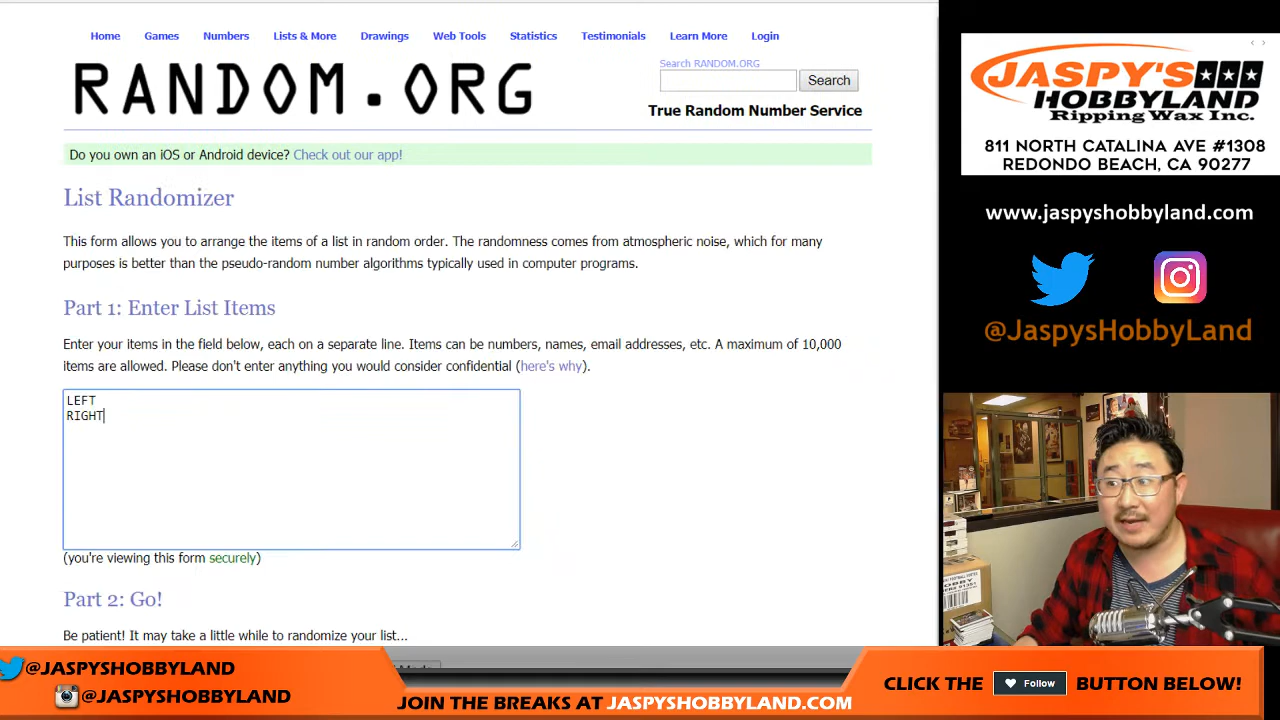 Home Games Numbers Lists & More Drawings Web Tools Statistics Testimonials Learn More Login
RANDOM.ORG
Search RANDOM.ORG
Search
True Random Number Service
Do you own an iOS or Android device? Check out our app!
List Randomizer
This form allows you to arrange the items of a list in random order. The randomness comes from atmospheric noise, which for many
purposes is better than the pseudo-random number algorithms typically used in computer programs.
Part 1: Enter List Items
Enter your items in the field below, each on a separate line. Items can be numbers, names, email addresses, etc. A maximum of 10,000
items are allowed. Please don't enter anything you would consider confidential (here's why).
LEFT
RIGHT
(you're viewing this form securely)
Part 2: Go!
Be patient! It may take a little while to randomize your list...
JASPY'S
HOBBYLAND
Ripping Wax Inc.
811 NORTH CATALINA AVE #1308
REDONDO BEACH, CA 90277
www.jaspyshobbyland.com
@JaspysHobbyLand
@JASPYSHOBBYLAND
@JASPYSHOBBYLAND
JOIN THE BREAKS AT JASPYSHOBBYLAND.COM
CLICK THE Follow BUTTON BELOW!